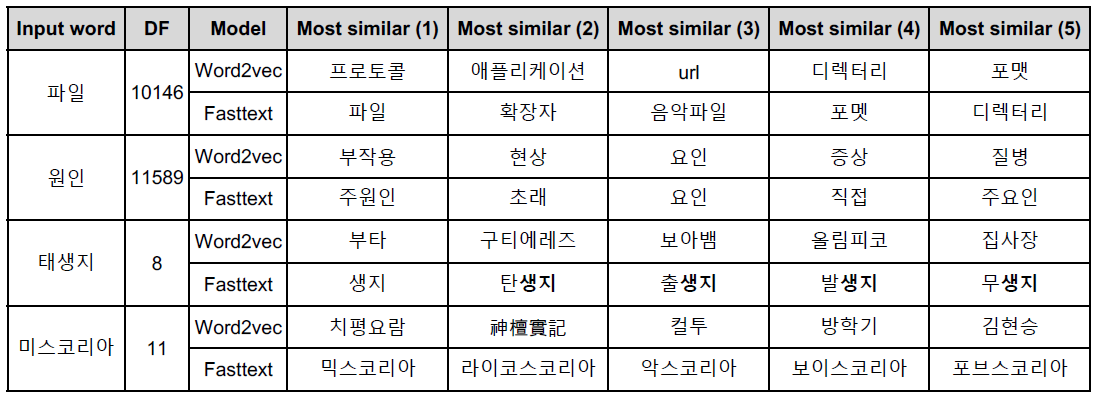 Input word DF Model Most similar (1) Most similar (2) Most similar (3) Most similar (4) Most similar (5)
파일 10146 Word2vec 프로토콜 애플리케이션 url 디렉터리 포맷
Fasttext 파일 확장자 음악파일 포멧 디렉터리
원인 11589 Word2vec 부작용 현상 요인 증상 질병
Fasttext 주원인 초래 요인 직접 주요인
태생지 8 Word2vec 부타 구티에레즈 보아뱀 올림피코 집사장
Fasttext 생지 탄생지 출생지 발생지 무생지
미스코리아 11 Word2vec 치평요람 神檀實記 컬투 방학기 김현승
Fasttext 믹스코리아 라이코스코리아 악스코리아 보이스코리아 포브스코리아